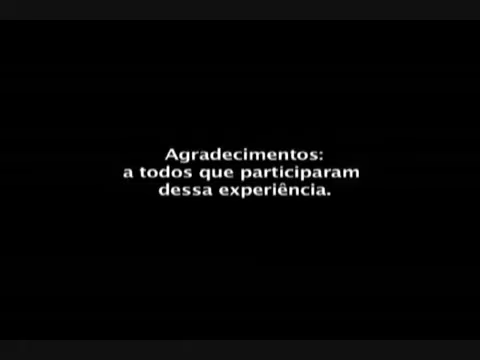 Agradecimentos:
a todos que participaram
dessa experiência.